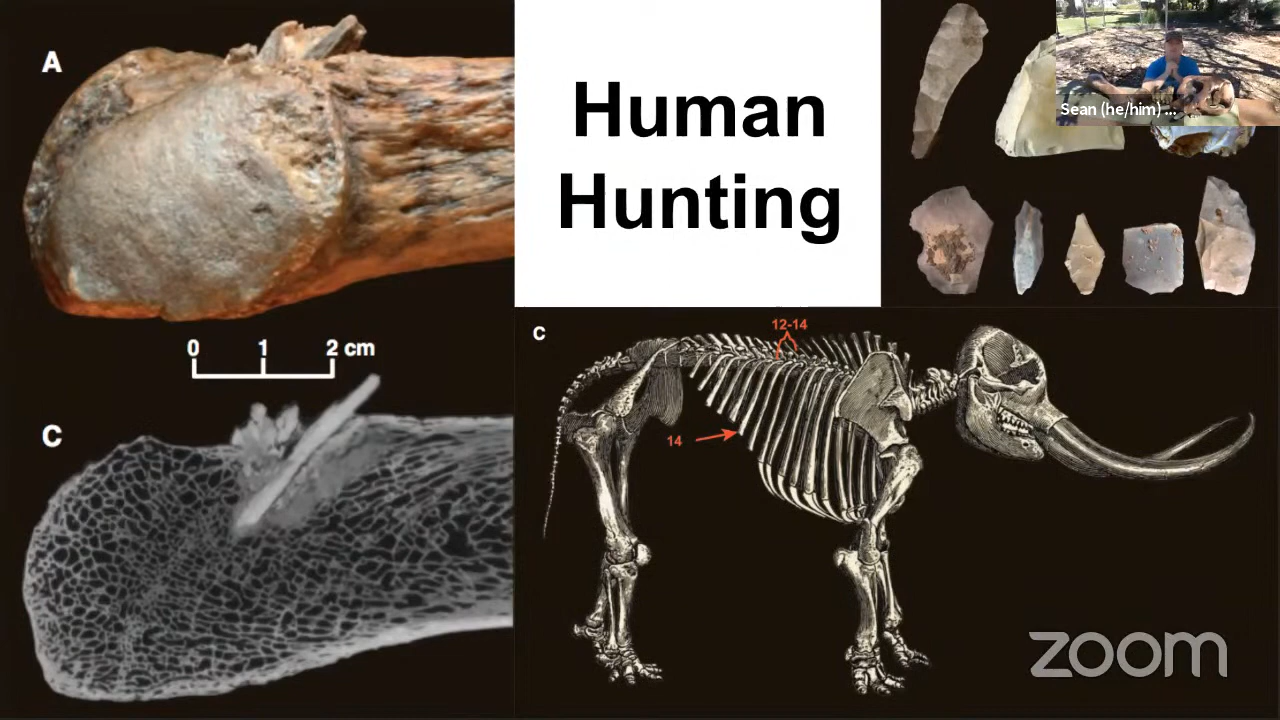 A
Human
Hunting
Sean (he/him) ...
0 1 2 cm
C
C
12-14
14
zoom